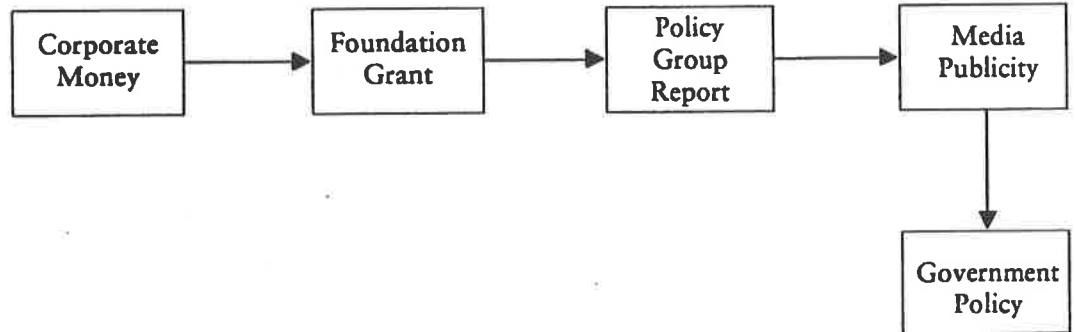 Corporate
Money
Foundation
Grant
Policy
Group
Report
Media
Publicity
Government
Policy